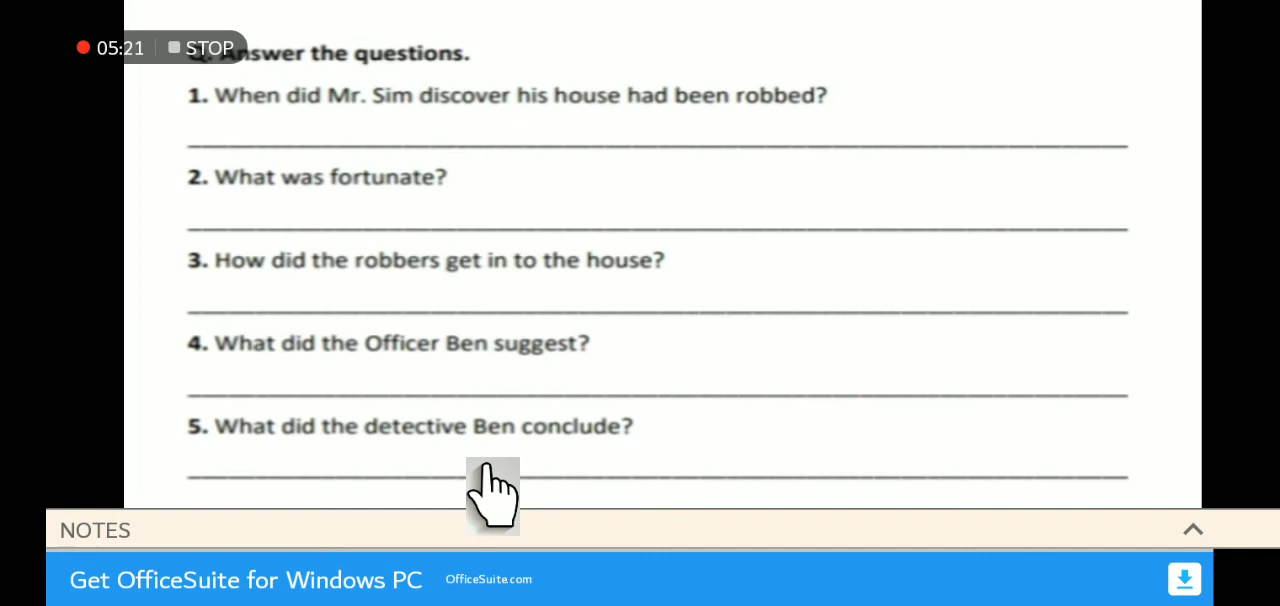 05:21 STOP
Q. Answer the questions.
1. When did Mr. Sim discover his house had been robbed?
2. What was fortunate?
3. How did the robbers get in to the house?
4. What did the Officer Ben suggest?
5. What did the detective Ben conclude?
NOTES
Get OfficeSuite for Windows PC OfficeSuite.com